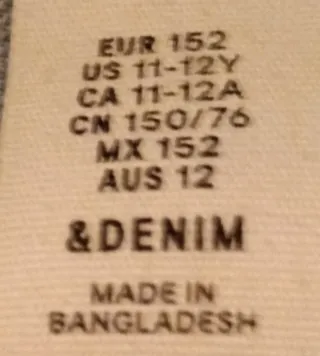 EUR 152
US 11-12Y
CA 11-12A
CN 150/76
MX 152
AUS 12
&DENIM
MADE IN
BANGLADESH